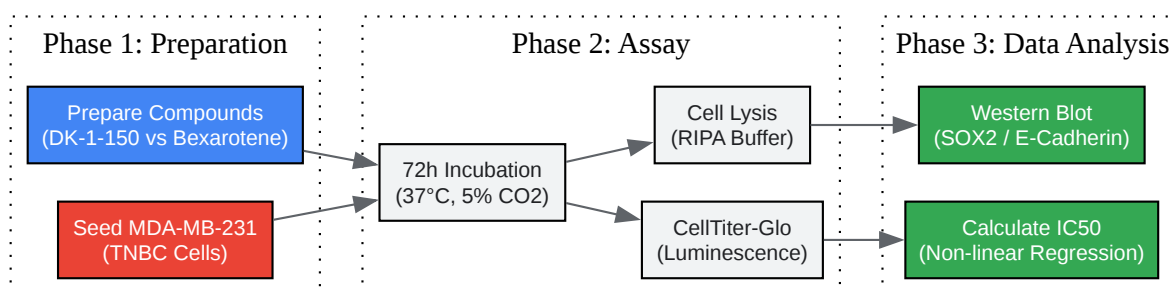 Phase 1: Preparation
Prepare Compounds
(DK-1-150 vs Bexarotene)
Seed MDA-MB-231
(TNBC Cells)
Phase 2: Assay
72h Incubation
(37°C, 5% CO2)
Cell Lysis
(RIPA Buffer)
CellTiter-Glo
(Luminescence)
Phase 3: Data Analysis
Western Blot
(SOX2 / E-Cadherin)
Calculate IC50
(Non-linear Regression)